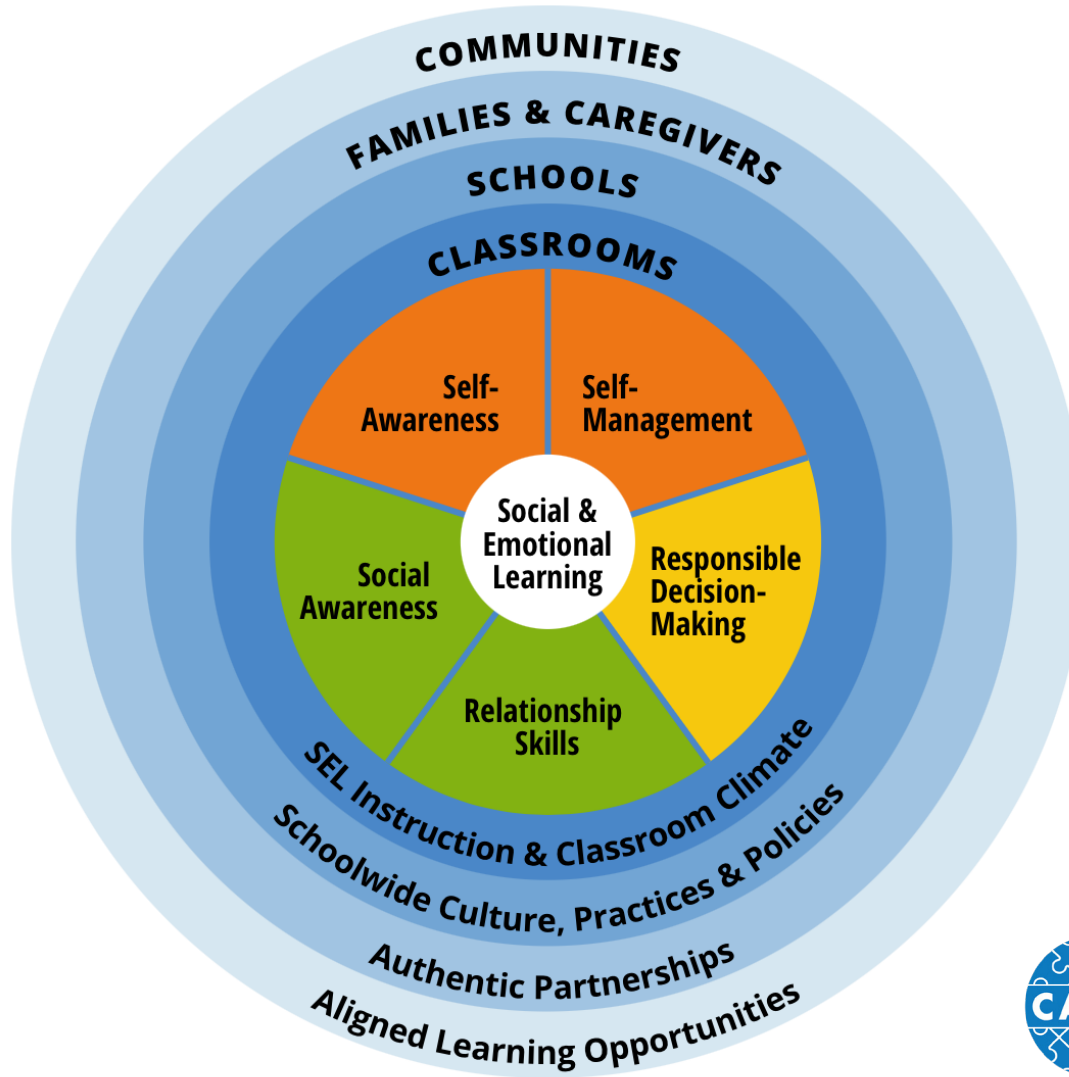 COMMUNITIES
FAMILIES & CAREGIVERS
SCHOOLS
CLASSROOMS
Self-
Awareness
Self-
Management
Social &
Emotional
Learning
Social
Awareness
Responsible
Decision-
Making
Relationship
Skills
SEL Instruction & Classroom Climate
Schoolwide Culture, Practices & Policies
Authentic Partnerships
Aligned Learning Opportunities